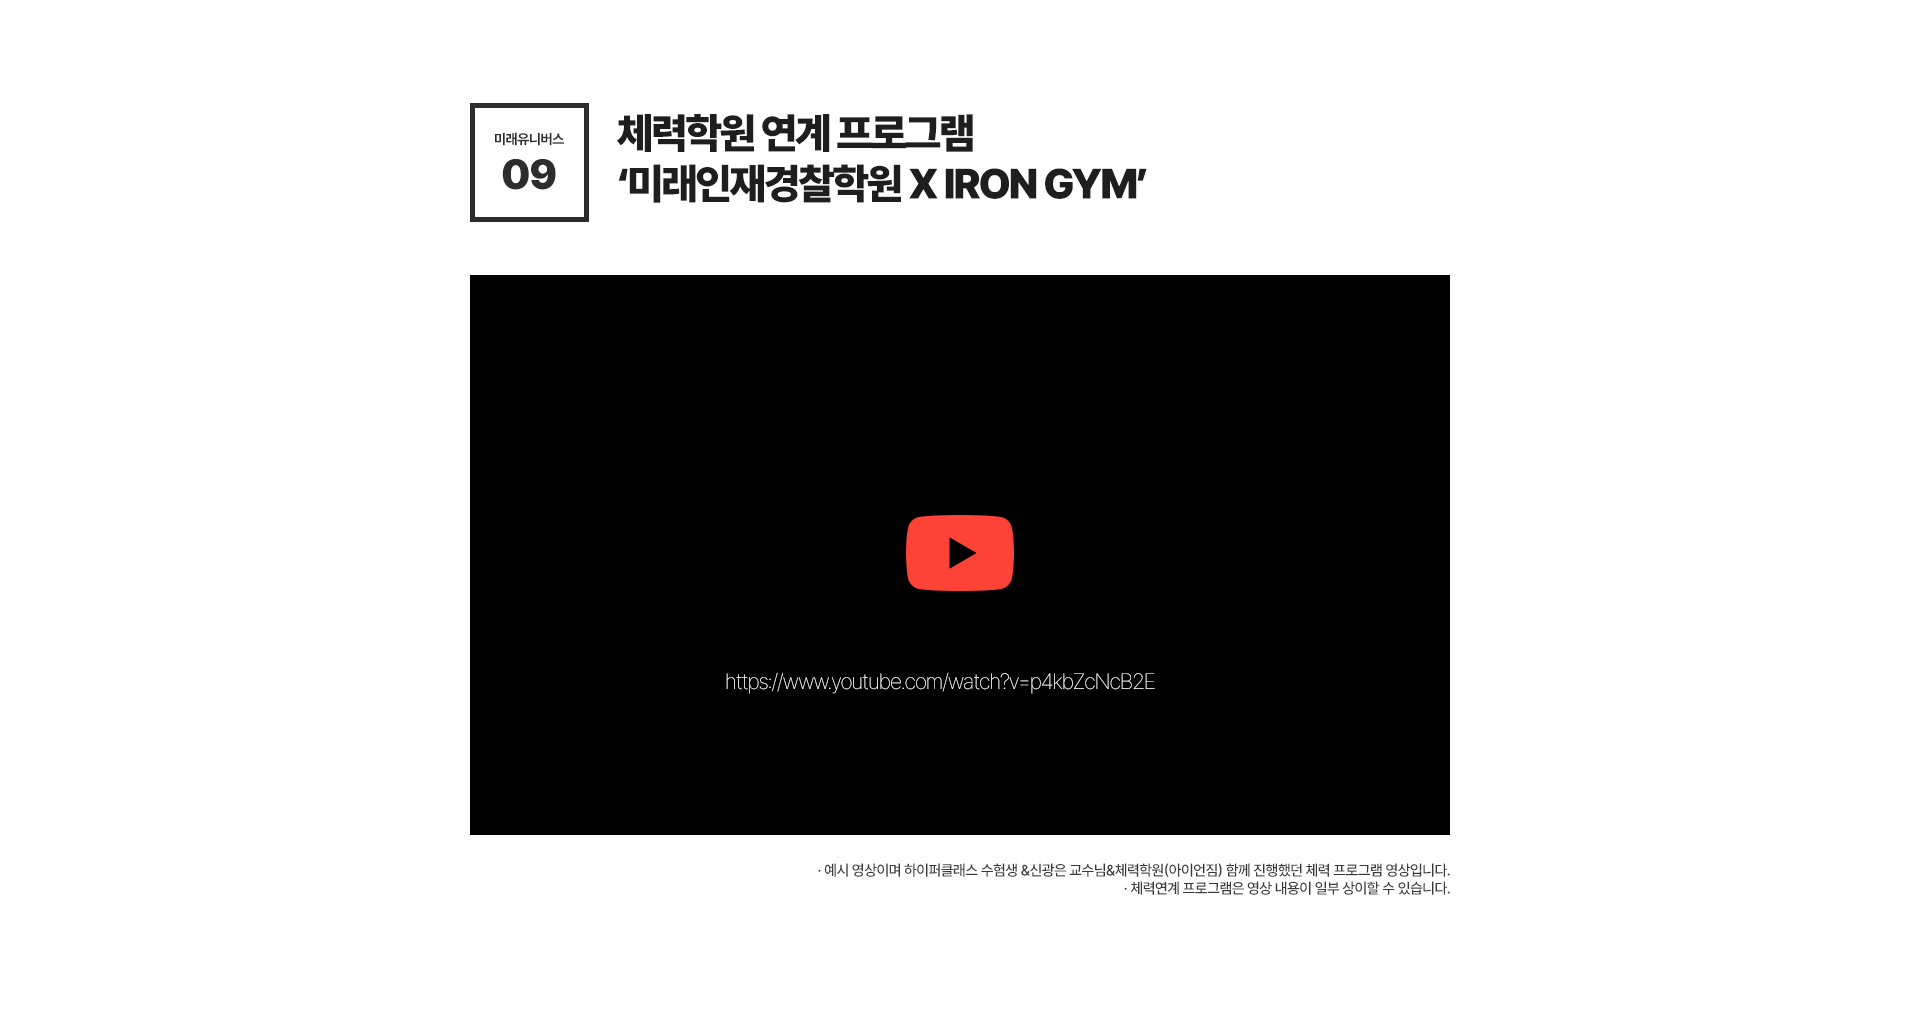 미래유니버스
09
체력학원 연계 프로그램
‘미래인재경찰학원 X IRON GYM’
https://www.youtube.com/watch?v=p4kbZcNcB2E
· 예시 영상이며 하이퍼클래스 수험생 &신광은 교수님&체력학원(아이언짐) 함께 진행했던 체력 프로그램 영상입니다.
· 체력연계 프로그램은 영상 내용이 일부 상이할 수 있습니다.